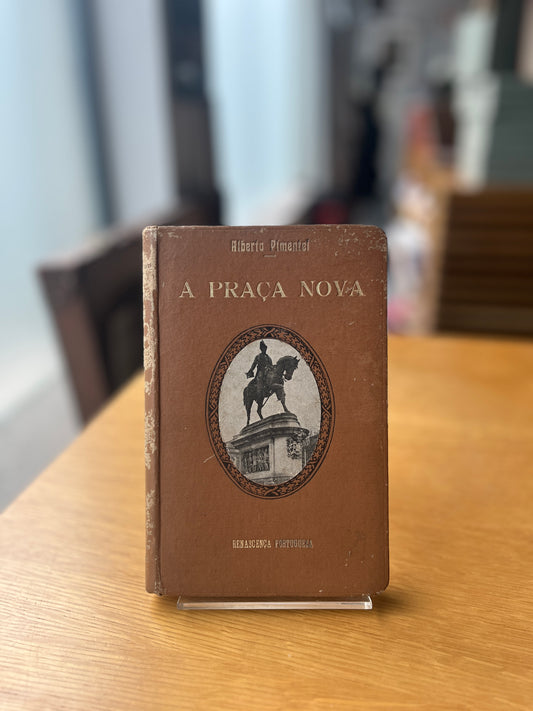 Alberto Pimentel
A PRAÇA NOVA
RENASCENÇA PORTUGUESA